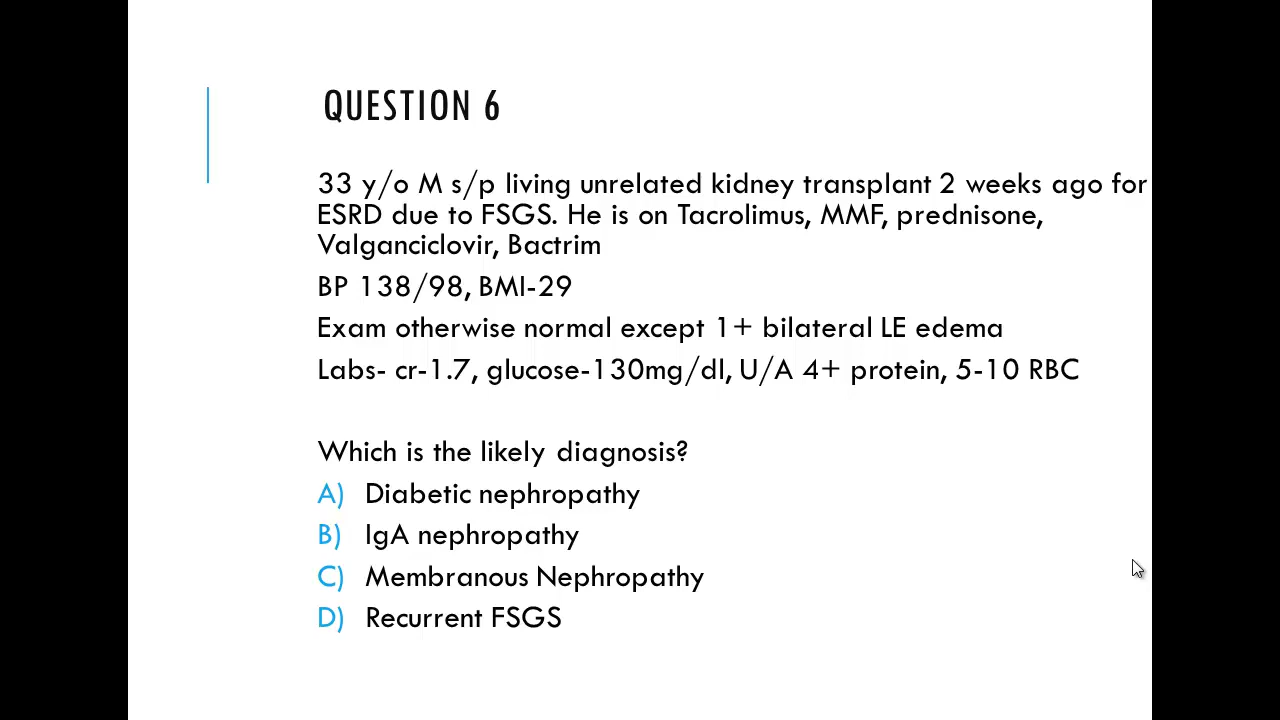 QUESTION 6
33 y/o M s/p living unrelated kidney transplant 2 weeks ago for
ESRD due to FSGS. He is on Tacrolimus, MMF, prednisone,
Valganciclovir, Bactrim
BP 138/98, BMI-29
Exam otherwise normal except 1+ bilateral LE edema
Labs- cr-1.7, glucose-130mg/dl, U/A 4+ protein, 5-10 RBC
Which is the likely diagnosis?
A) Diabetic nephropathy
B) IgA nephropathy
C) Membranous Nephropathy
D) Recurrent FSGS